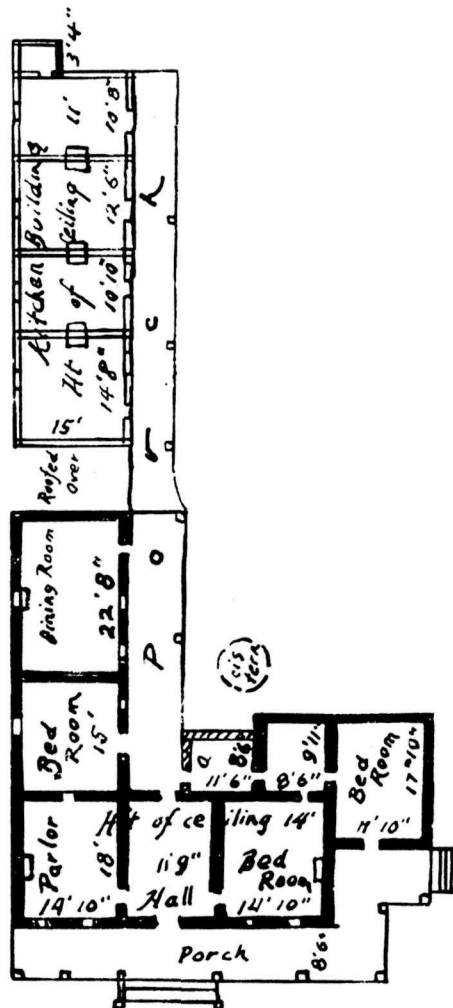 3'4"
Kitchen Building
Ht of Ceiling 11'
10'8"
12'6"
10'10"
14'8"
15'
Roofed
Over
Porch
Dining Room
22'8"
Cis
tern
Bed
Room
15'
a
8'6
11'6"
8'6"
9'11"
Bed
Room
17'10"
11'10"
Ht of ceiling 14'
Parlor
18'
14'10"
11'9"
Hall
Bed
Room
14'10"
Porch
8'6"